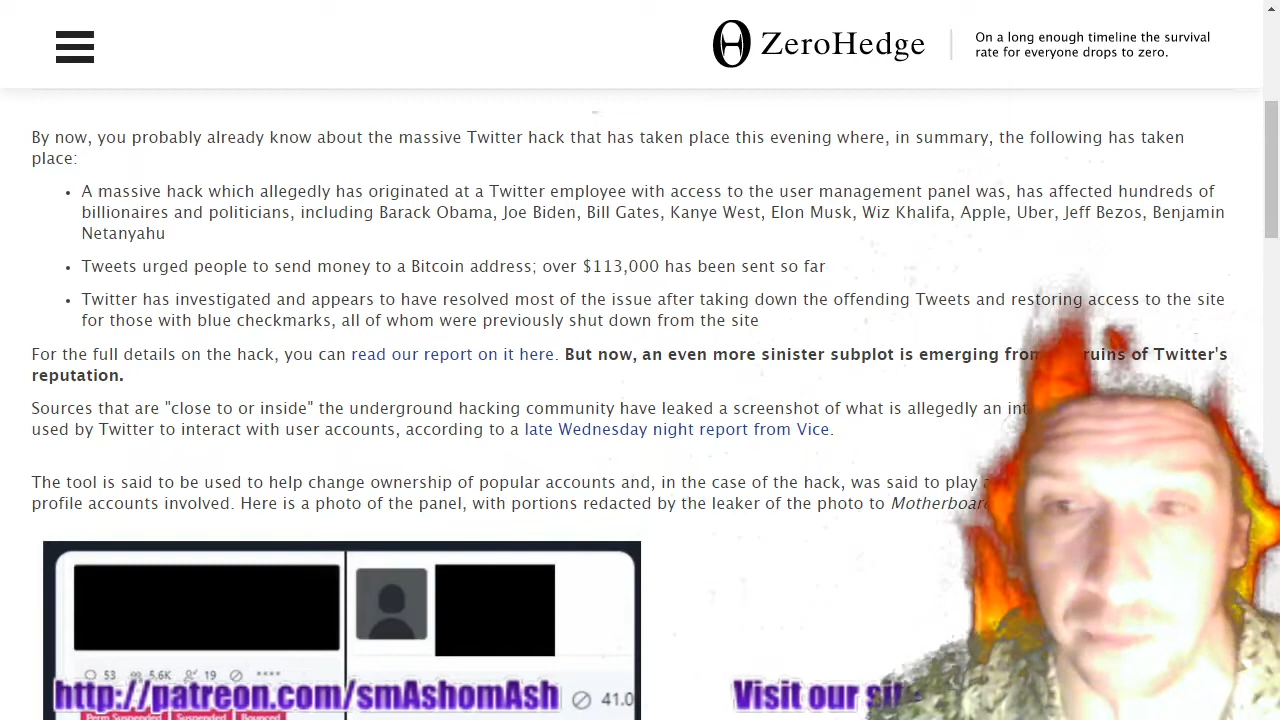 ZeroHedge
On a long enough timeline the survival
rate for everyone drops to zero.
By now, you probably already know about the massive Twitter hack that has taken place this evening where, in summary, the following has taken
place:
• A massive hack which allegedly has originated at a Twitter employee with access to the user management panel was, has affected hundreds of
billionaires and politicians, including Barack Obama, Joe Biden, Bill Gates, Kanye West, Elon Musk, Wiz Khalifa, Apple, Uber, Jeff Bezos, Benjamin
Netanyahu
• Tweets urged people to send money to a Bitcoin address; over $113,000 has been sent so far
• Twitter has investigated and appears to have resolved most of the issue after taking down the offending Tweets and restoring access to the site
for those with blue checkmarks, all of whom were previously shut down from the site
For the full details on the hack, you can read our report on it here. But now, an even more sinister subplot is emerging from ruins of Twitter's
reputation.
Sources that are "close to or inside" the underground hacking community have leaked a screenshot of what is allegedly an
used by Twitter to interact with user accounts, according to a late Wednesday night report from Vice.
The tool is said to be used to help change ownership of popular accounts and, in the case of the hack, was said to play
profile accounts involved. Here is a photo of the panel, with portions redacted by the leaker of the photo to Motherboard
53 5.6K 19
41.0
Perm Suspended Suspended Bounced
http://patreon.com/smAshomAsh
Visit our